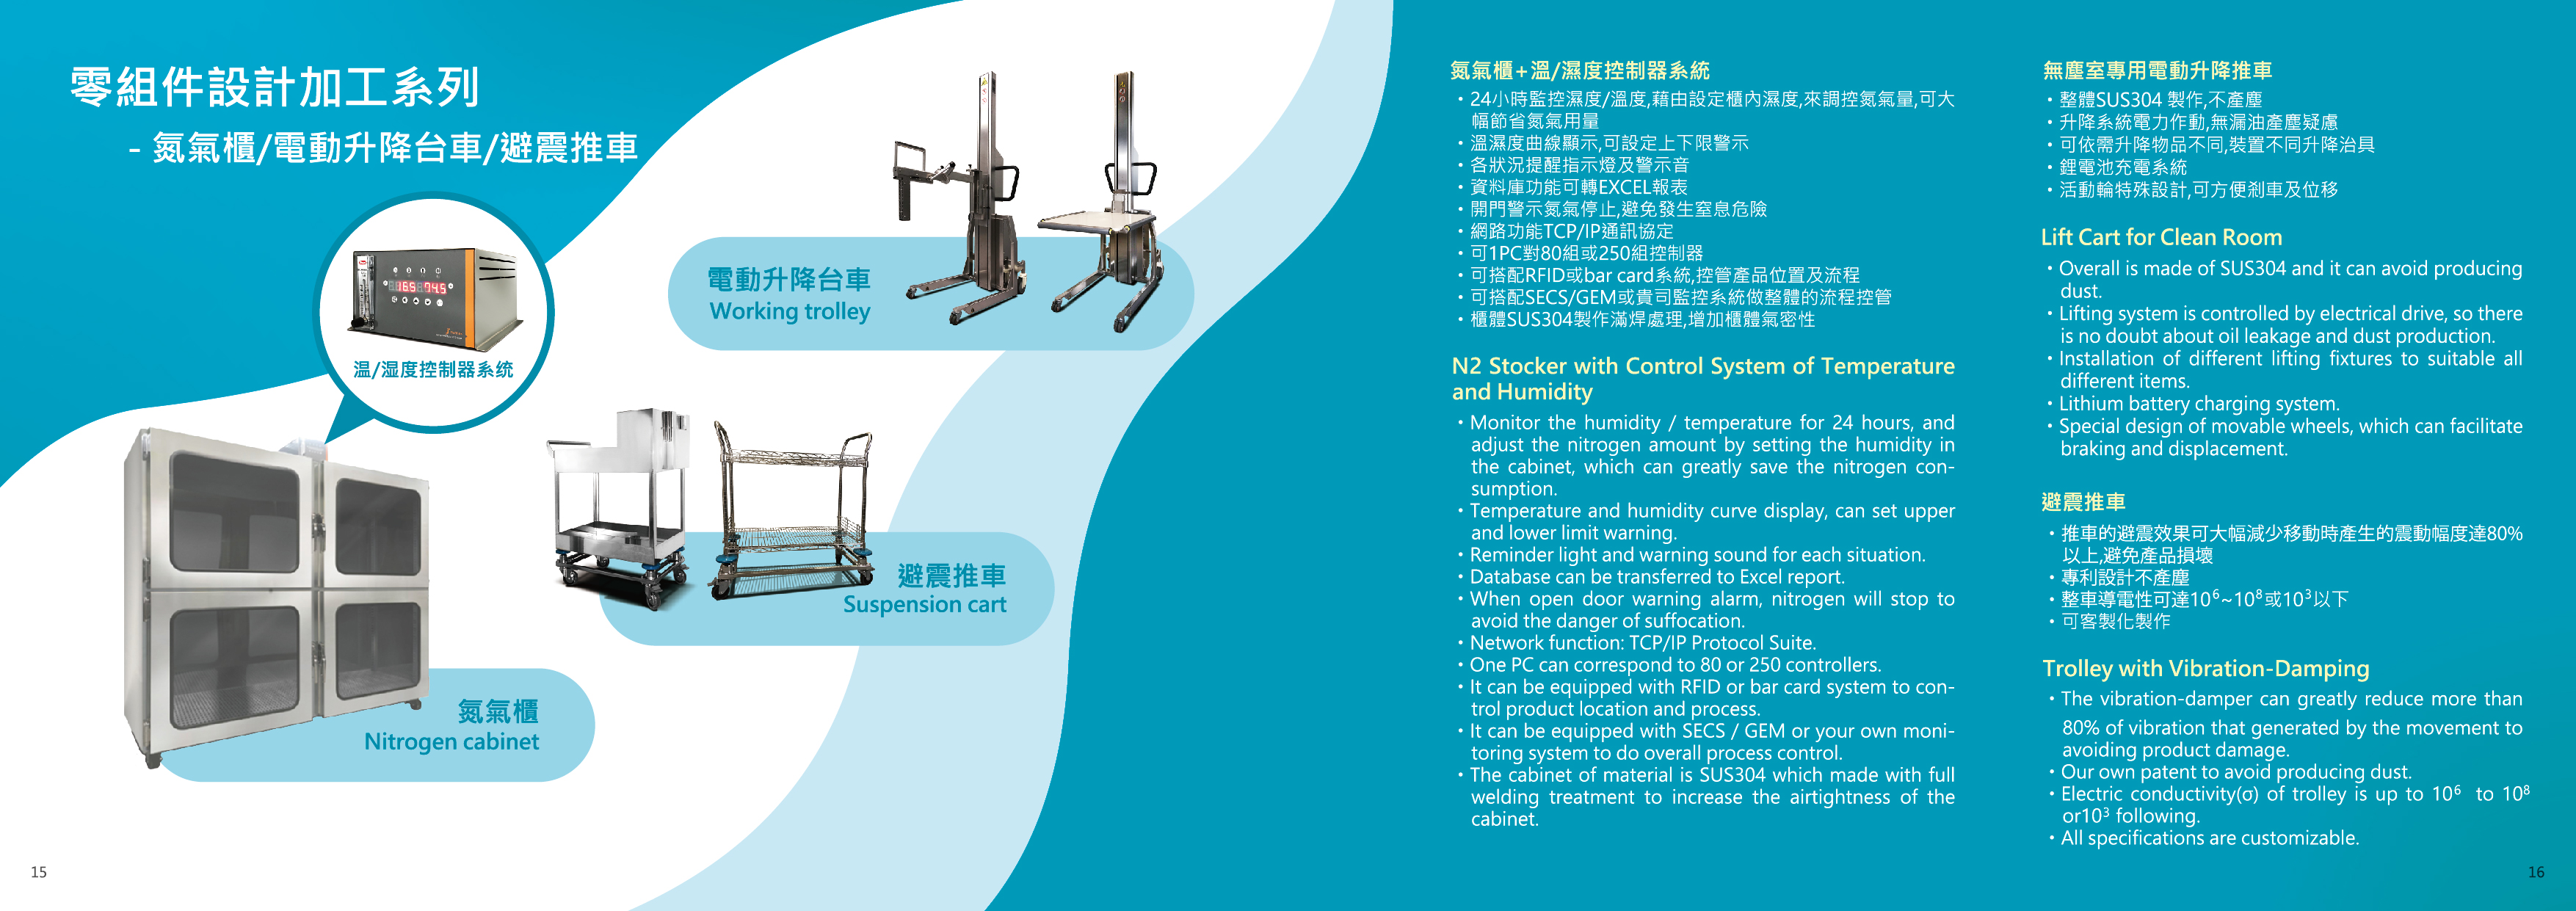 零組件設計加工系列
- 氮氣櫃/電動升降台車/避震推車
165 74.5
温/湿度控制器系统
電動升降台車
Working trolley
避震推車
Suspension cart
氮氣櫃
Nitrogen cabinet
15
氮氣櫃+溫/濕度控制器系統
・24小時監控濕度/溫度,藉由設定櫃內濕度,來調控氮氣量,可大
幅節省氮氣用量
・溫濕度曲線顯示,可設定上下限警示
・各狀況提醒指示燈及警示音
・資料庫功能可轉EXCEL報表
・開門警示氮氣停止,避免發生窒息危險
・網路功能TCP/IP通訊協定
・可1PC對80組或250組控制器
・可搭配RFID或bar card系統,控管產品位置及流程
・可搭配SECS/GEM或貴司監控系統做整體的流程控管
・櫃體SUS304製作滿焊處理,增加櫃體氣密性
N2 Stocker with Control System of Temperature
and Humidity
・Monitor the humidity / temperature for 24 hours, and
adjust the nitrogen amount by setting the humidity in
the cabinet, which can greatly save the nitrogen con-
sumption.
・Temperature and humidity curve display, can set upper
and lower limit warning.
・Reminder light and warning sound for each situation.
・Database can be transferred to Excel report.
・When open door warning alarm, nitrogen will stop to
avoid the danger of suffocation.
・Network function: TCP/IP Protocol Suite.
・One PC can correspond to 80 or 250 controllers.
・It can be equipped with RFID or bar card system to con-
trol product location and process.
・It can be equipped with SECS / GEM or your own moni-
toring system to do overall process control.
・The cabinet of material is SUS304 which made with full
welding treatment to increase the airtightness of the
cabinet.
無塵室專用電動升降推車
・整體SUS304 製作,不產塵
・升降系統電力作動,無漏油產塵疑慮
・可依需升降物品不同,裝置不同升降治具
・鋰電池充電系統
・活動輪特殊設計,可方便剎車及位移
Lift Cart for Clean Room
・Overall is made of SUS304 and it can avoid producing
dust.
・Lifting system is controlled by electrical drive, so there
is no doubt about oil leakage and dust production.
・Installation of different lifting fixtures to suitable all
different items.
・Lithium battery charging system.
・Special design of movable wheels, which can facilitate
braking and displacement.
避震推車
・推車的避震效果可大幅減少移動時產生的震動幅度達80%
以上,避免產品損壞
・專利設計不產塵
・整車導電性可達10⁶~10⁸或10³以下
・可客製化製作
Trolley with Vibration-Damping
・The vibration-damper can greatly reduce more than
80% of vibration that generated by the movement to
avoiding product damage.
・Our own patent to avoid producing dust.
・Electric conductivity(σ) of trolley is up to 10⁶ to 10⁸
or10³ following.
・All specifications are customizable.
16